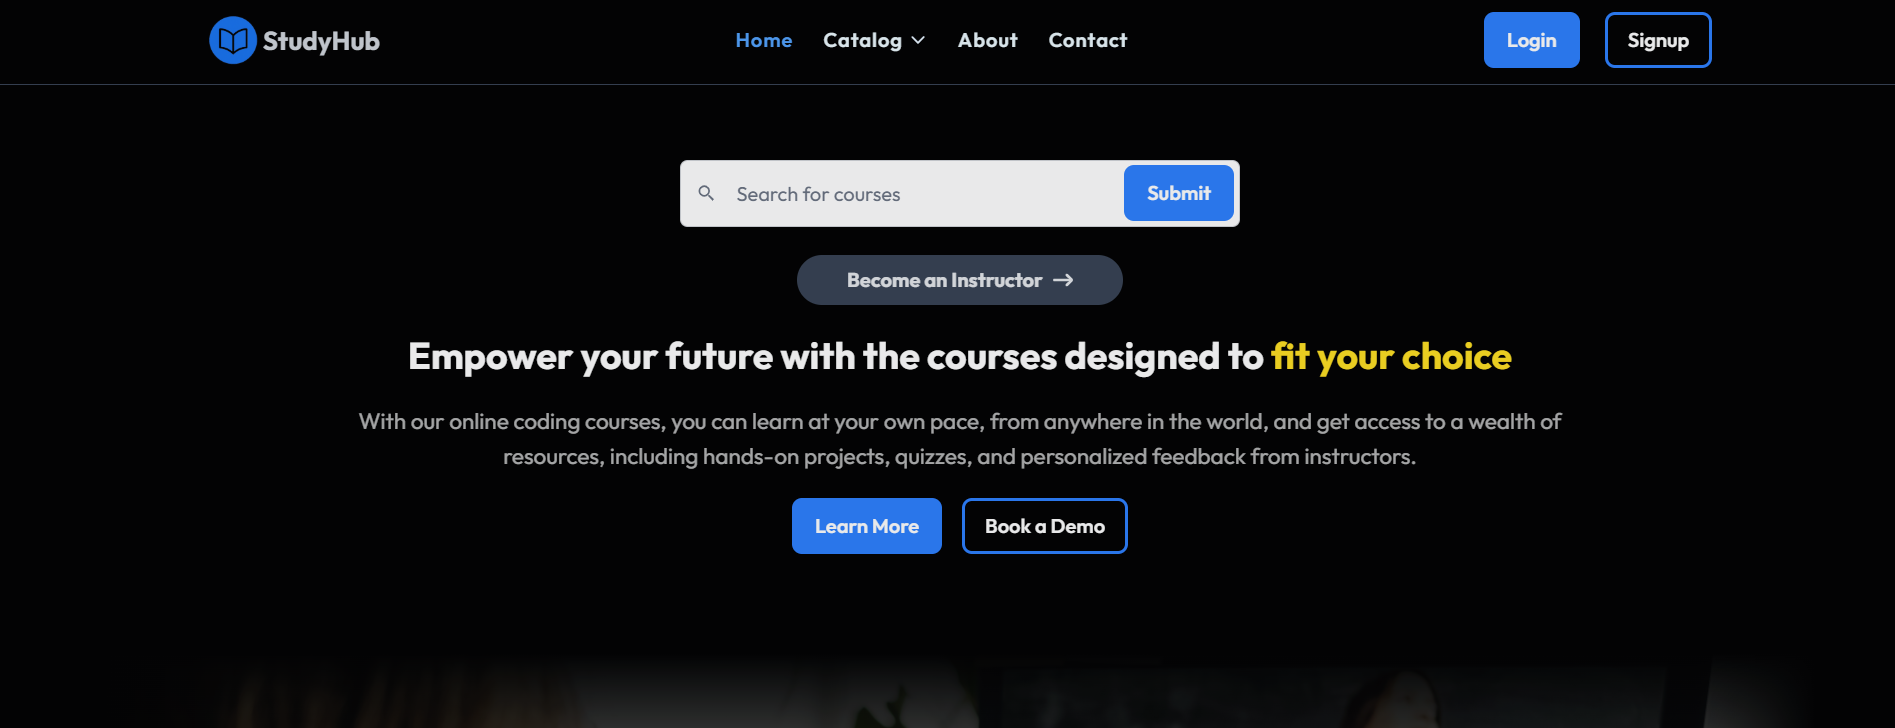 StudyHub
Home
Catalog
About
Contact
Login
Signup
Search for courses
Submit
Become an Instructor →
Empower your future with the courses designed to fit your choice
With our online coding courses, you can learn at your own pace, from anywhere in the world, and get access to a wealth of
resources, including hands-on projects, quizzes, and personalized feedback from instructors.
Learn More
Book a Demo